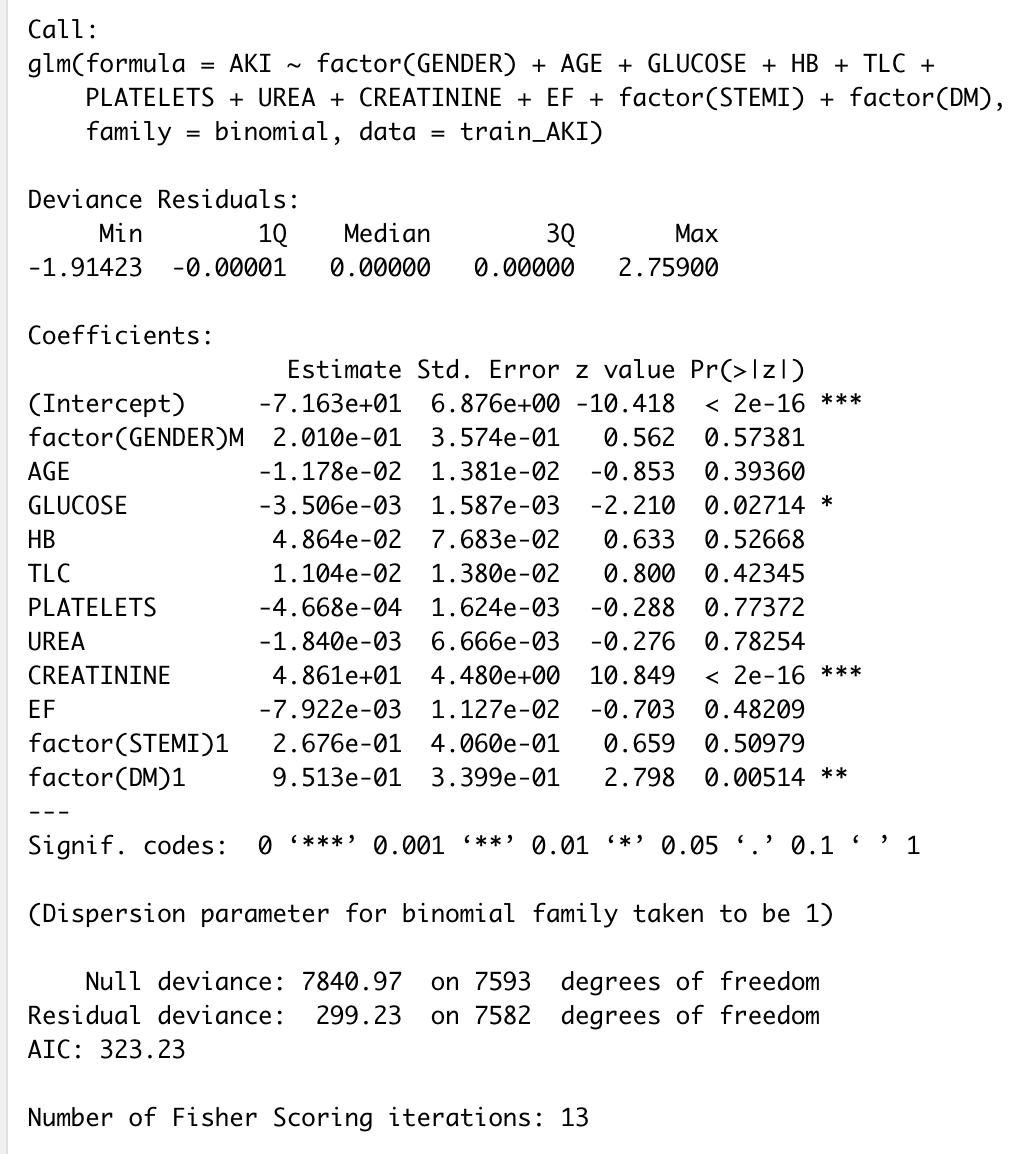 Call:
glm(formula = AKI ~ factor(GENDER) + AGE + GLUCOSE + HB + TLC +
    PLATELETS + UREA + CREATININE + EF + factor(STEMI) + factor(DM),
    family = binomial, data = train_AKI)

Deviance Residuals:
     Min        1Q    Median        3Q       Max
-1.91423  -0.00001   0.00000   0.00000   2.75900

Coefficients:
                  Estimate Std. Error z value Pr(>|z|)
(Intercept)     -7.163e+01  6.876e+00 -10.418  < 2e-16 ***
factor(GENDER)M  2.010e-01  3.574e-01   0.562  0.57381
AGE             -1.178e-02  1.381e-02  -0.853  0.39360
GLUCOSE         -3.506e-03  1.587e-03  -2.210  0.02714 *
HB               4.864e-02  7.683e-02   0.633  0.52668
TLC              1.104e-02  1.380e-02   0.800  0.42345
PLATELETS       -4.668e-04  1.624e-03  -0.288  0.77372
UREA            -1.840e-03  6.666e-03  -0.276  0.78254
CREATININE       4.861e+01  4.480e+00  10.849  < 2e-16 ***
EF              -7.922e-03  1.127e-02  -0.703  0.48209
factor(STEMI)1   2.676e-01  4.060e-01   0.659  0.50979
factor(DM)1      9.513e-01  3.399e-01   2.798  0.00514 **
---
Signif. codes:  0 ‘***’ 0.001 ‘**’ 0.01 ‘*’ 0.05 ‘.’ 0.1 ‘ ’ 1

(Dispersion parameter for binomial family taken to be 1)

    Null deviance: 7840.97  on 7593  degrees of freedom
Residual deviance:  299.23  on 7582  degrees of freedom
AIC: 323.23

Number of Fisher Scoring iterations: 13